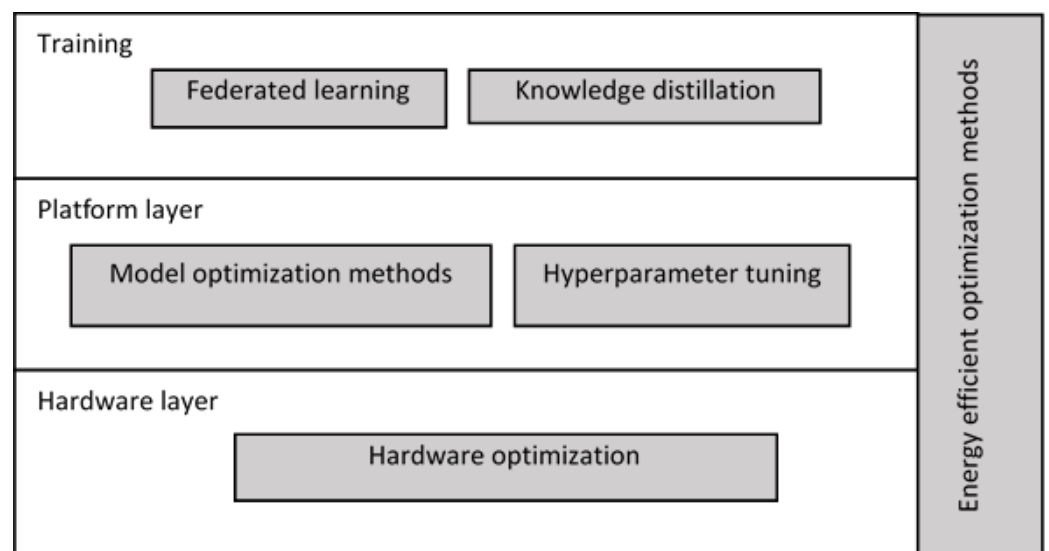 Training
Federated learning
Knowledge distillation
Platform layer
Model optimization methods
Hyperparameter tuning
Hardware layer
Hardware optimization
Energy efficient optimization methods